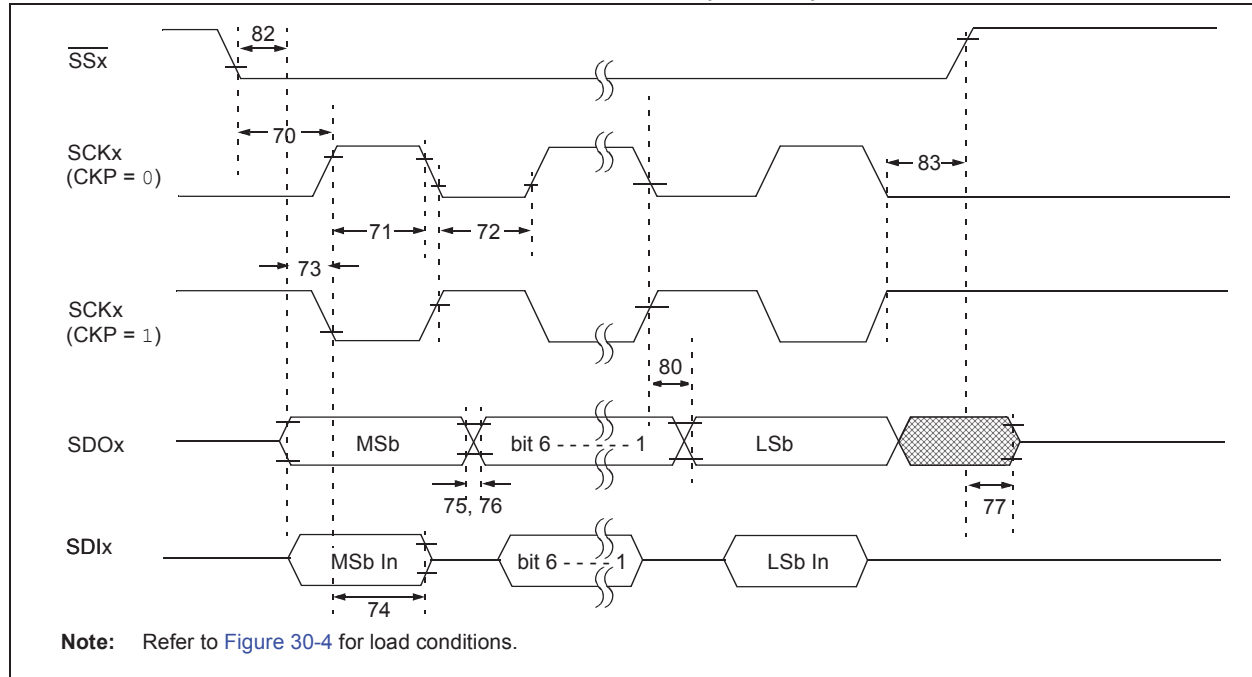 82
SSx
70
SCKx
(CKP = 0)
83
71
72
73
SCKx
(CKP = 1)
80
SDOx
MSb
bit 6 - - - - - - 1
LSb
75, 76
77
SDIx
MSb In
bit 6 - - - - 1
LSb In
74
Note: Refer to Figure 30-4 for load conditions.